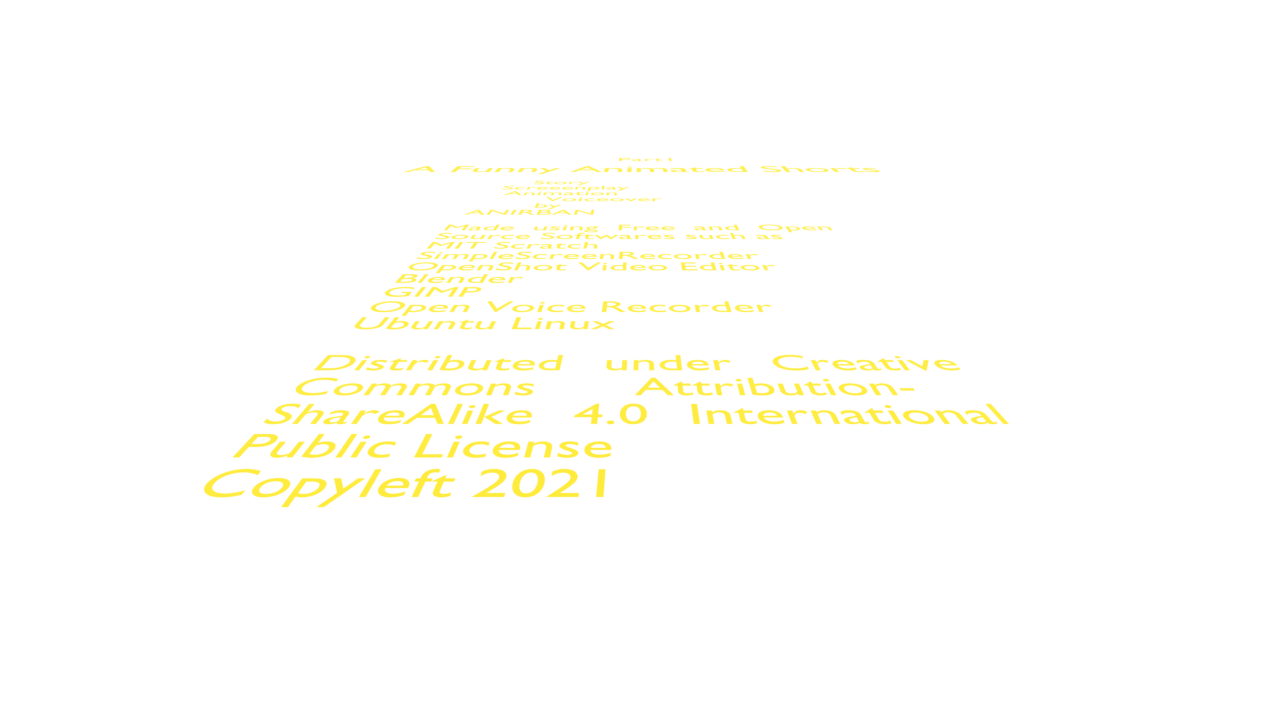 Part I
A Funny Animated Shorts
Story
Screeenplay
Animation
Voiceover
by
ANIRBAN
Made using Free and Open
Source Softwares such as
MIT Scratch
SimpleScreenRecorder
OpenShot Video Editor
Blender
GIMP
Open Voice Recorder
Ubuntu Linux
Distributed under Creative
Commons Attribution-
ShareAlike 4.0 International
Public License
Copyleft 2021